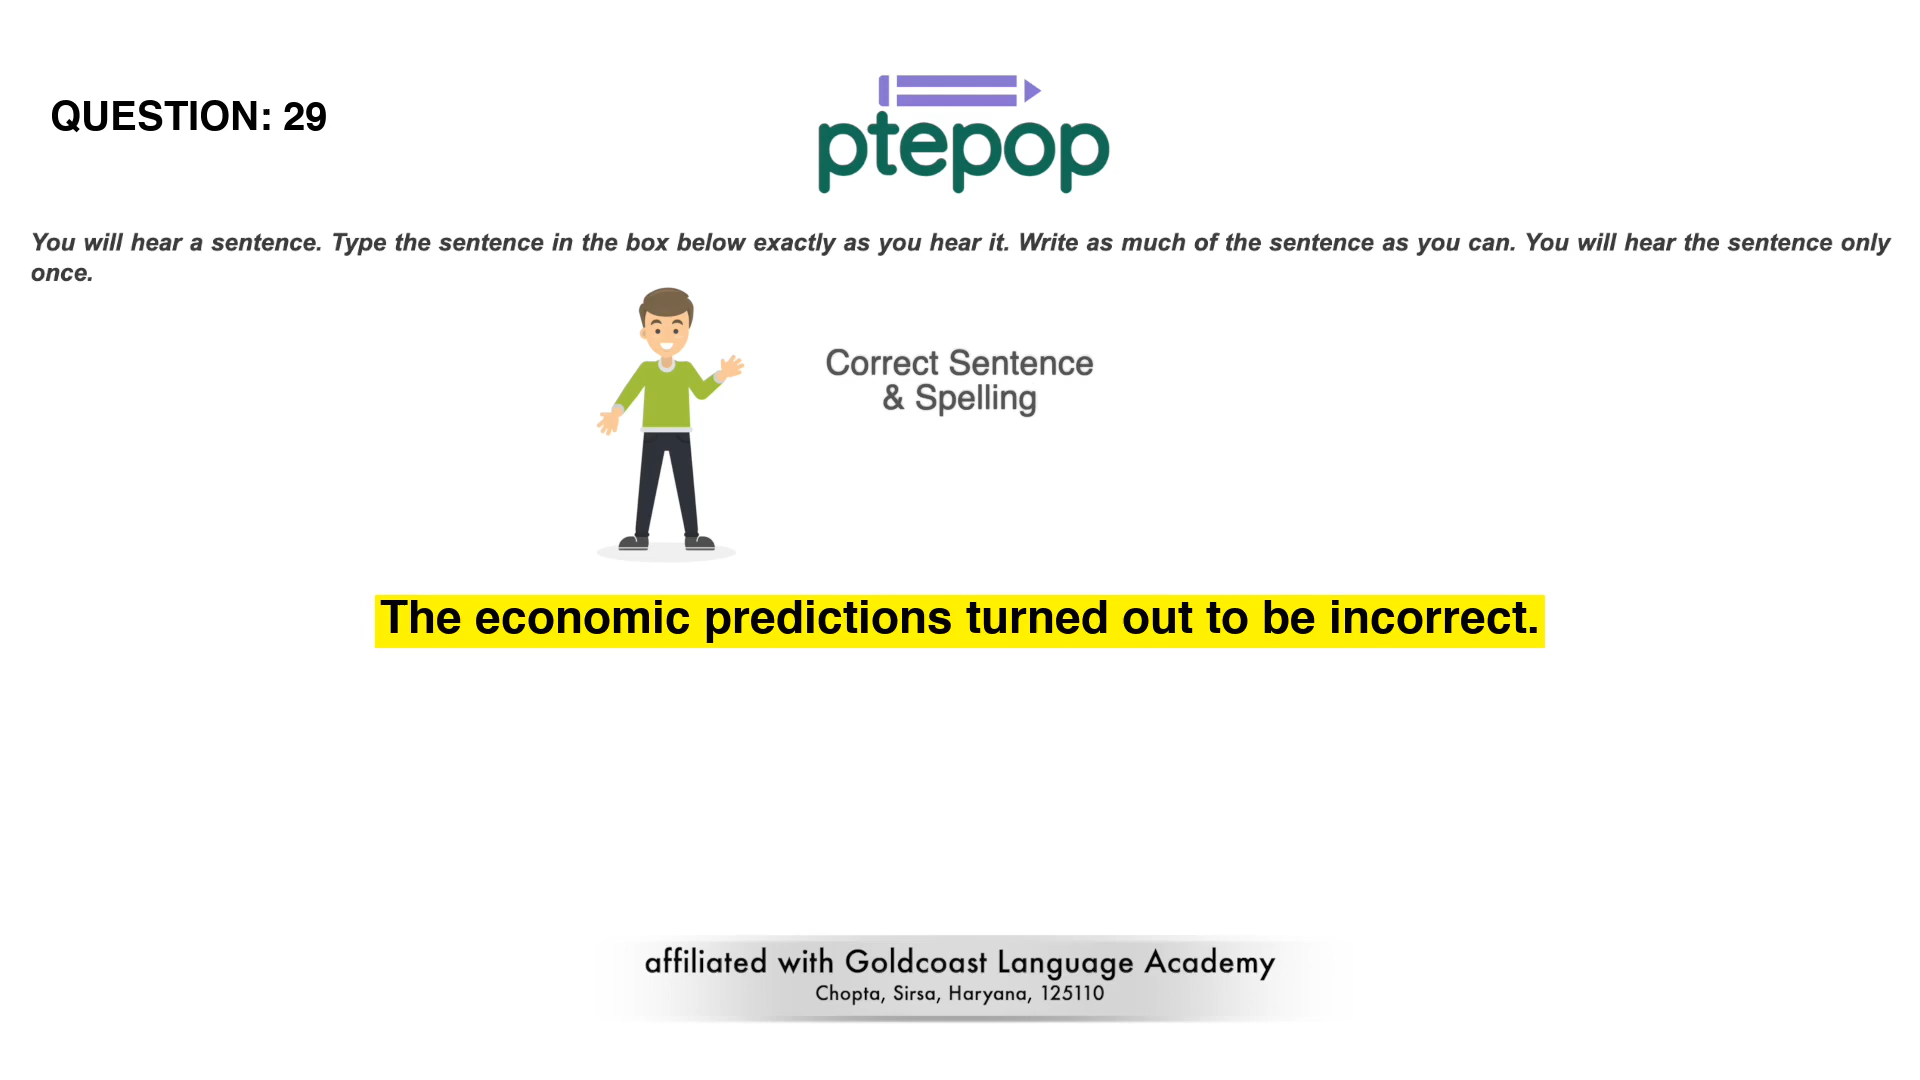 QUESTION: 29
ptepop
You will hear a sentence. Type the sentence in the box below exactly as you hear it. Write as much of the sentence as you can. You will hear the sentence only
once.
Correct Sentence
& Spelling
The economic predictions turned out to be incorrect.
affiliated with Goldcoast Language Academy
Chopta, Sirsa, Haryana, 125110